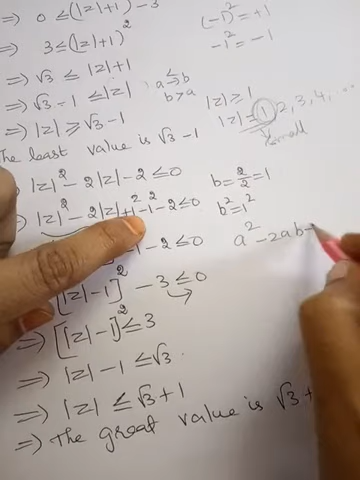 ⇒ 0 ≤ (|z|+1)² - 3
(-1)² = +1
⇒ 3 ≤ (|z|+1)²
-1² = -1
⇒ √3 ≤ |z|+1
a ≤ b
b > a
⇒ √3 - 1 ≤ |z|
|z| ≥ 1
⇒ |z| ≥ √3 - 1
|z| = 1, 2, 3, 4, ...
The least value is √3 - 1
small
|z|² - 2|z| - 2 ≤ 0
b = 2/2 = 1
|z|² - 2|z| + 1² - 1² - 2 ≤ 0
b² = 1²
- 1 - 2 ≤ 0
a² - 2ab
[|z| - 1]² - 3 ≤ 0
⇒ [|z| - 1]² ≤ 3
⇒ |z| - 1 ≤ √3.
⇒ |z| ≤ √3 + 1
⇒ The great value is √3 +